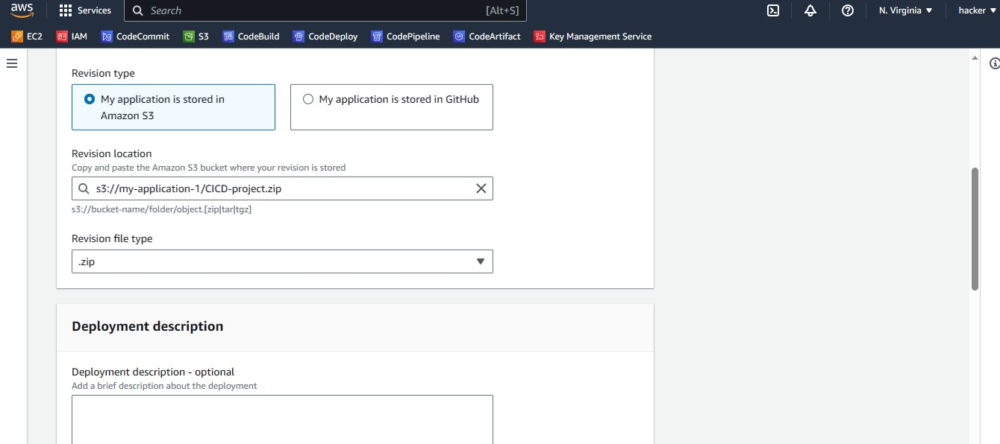 aws
Services
Search
[Alt+S]
N. Virginia
hacker
EC2
IAM
CodeCommit
S3
CodeBuild
CodeDeploy
CodePipeline
CodeArtifact
Key Management Service
Revision type
My application is stored in
Amazon S3
My application is stored in GitHub
Revision location
Copy and paste the Amazon S3 bucket where your revision is stored
s3://my-application-1/CICD-project.zip
s3://bucket-name/folder/object.[zip|tar|tgz]
Revision file type
.zip
Deployment description
Deployment description - optional
Add a brief description about the deployment